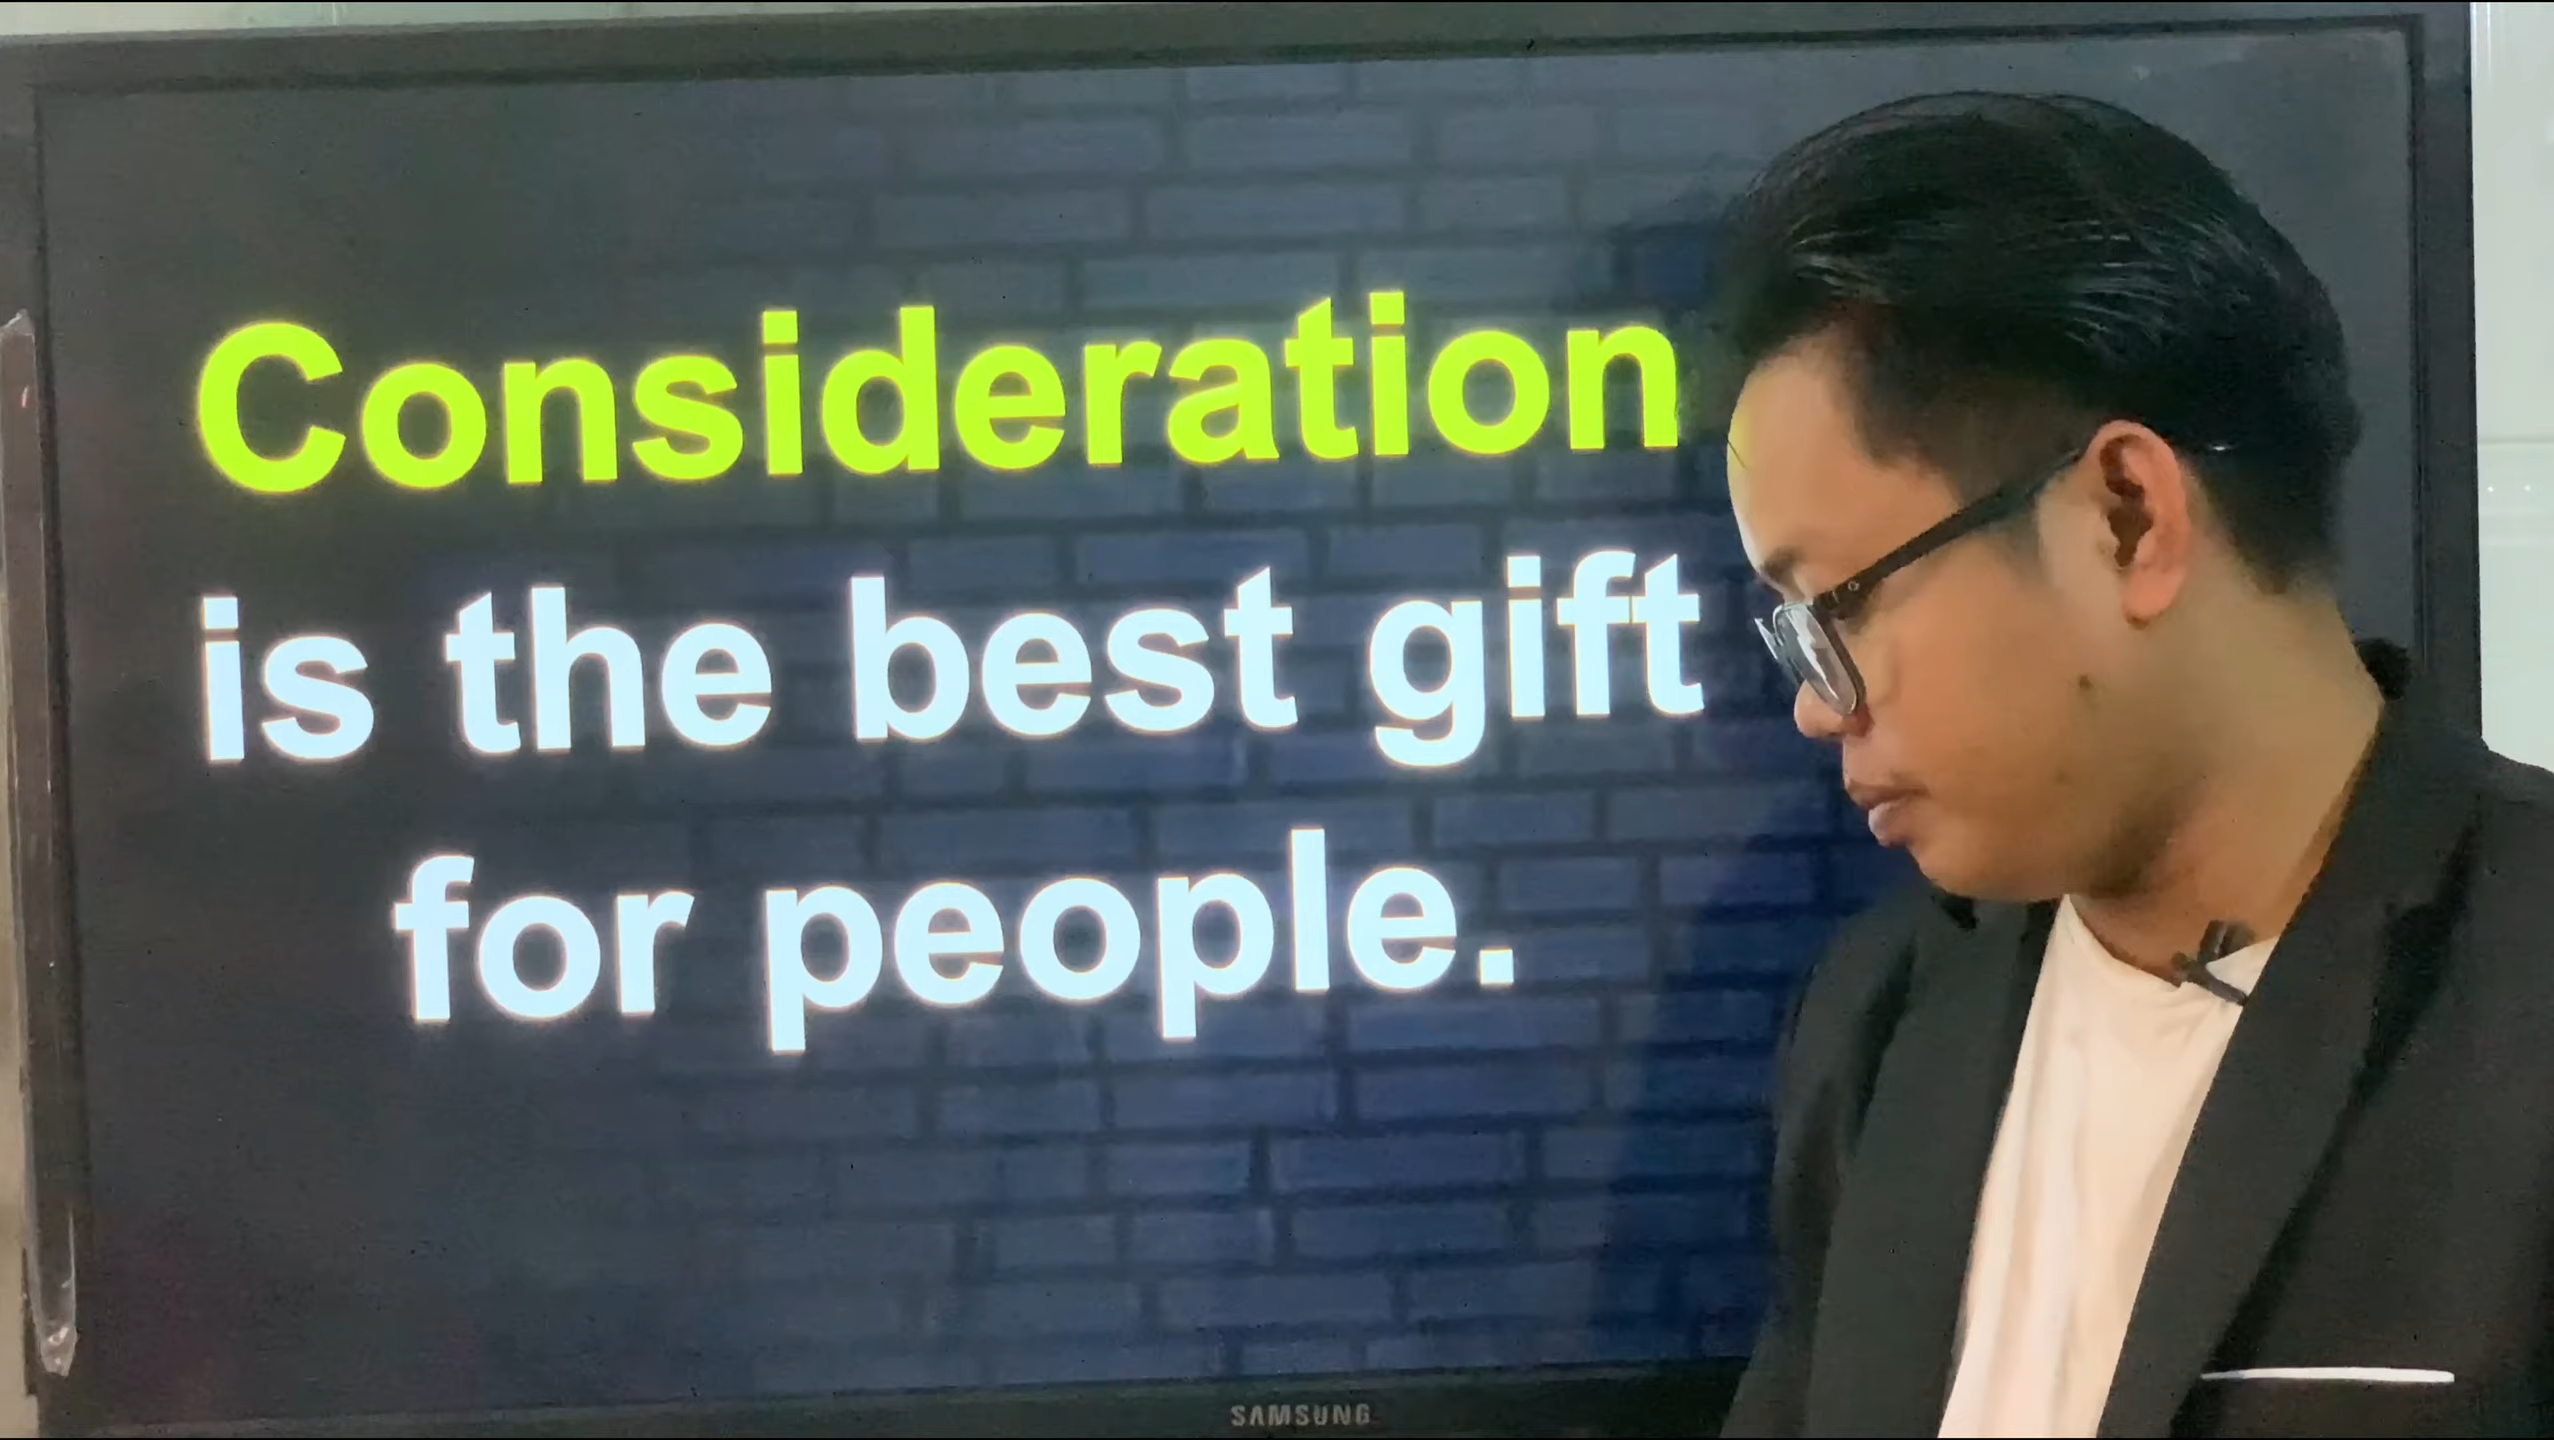 Consideration
is the best gift
for people.
SAMSUNG